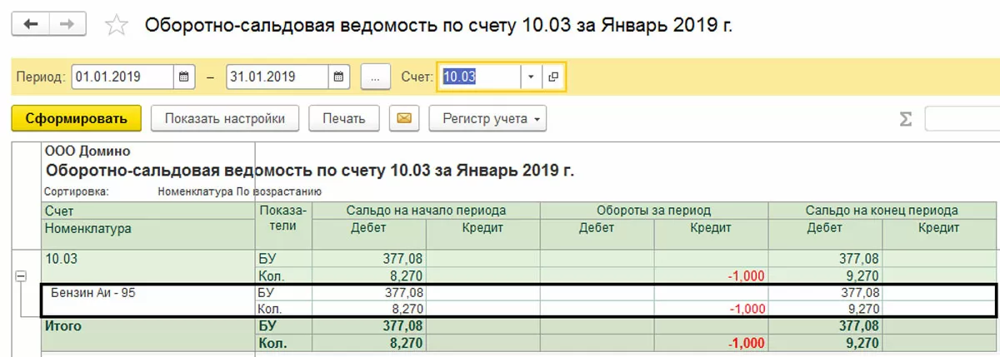 Оборотно-сальдовая ведомость по счету 10.03 за Январь 2019 г.
Период: 01.01.2019 – 31.01.2019 ... Счет: 10.03
Сформировать Показать настройки Печать Регистр учета Σ
ООО Домино
Оборотно-сальдовая ведомость по счету 10.03 за Январь 2019 г.
Сортировка: Номенклатура По возрастанию
Счет Показа- Сальдо на начало периода Обороты за период Сальдо на конец периода
Номенклатура тели Дебет Кредит Дебет Кредит Дебет Кредит
10.03 БУ 377,08 377,08
Кол. 8,270 -1,000 9,270
Бензин Аи - 95 БУ 377,08 377,08
Кол. 8,270 -1,000 9,270
Итого БУ 377,08 377,08
Кол. 8,270 -1,000 9,270